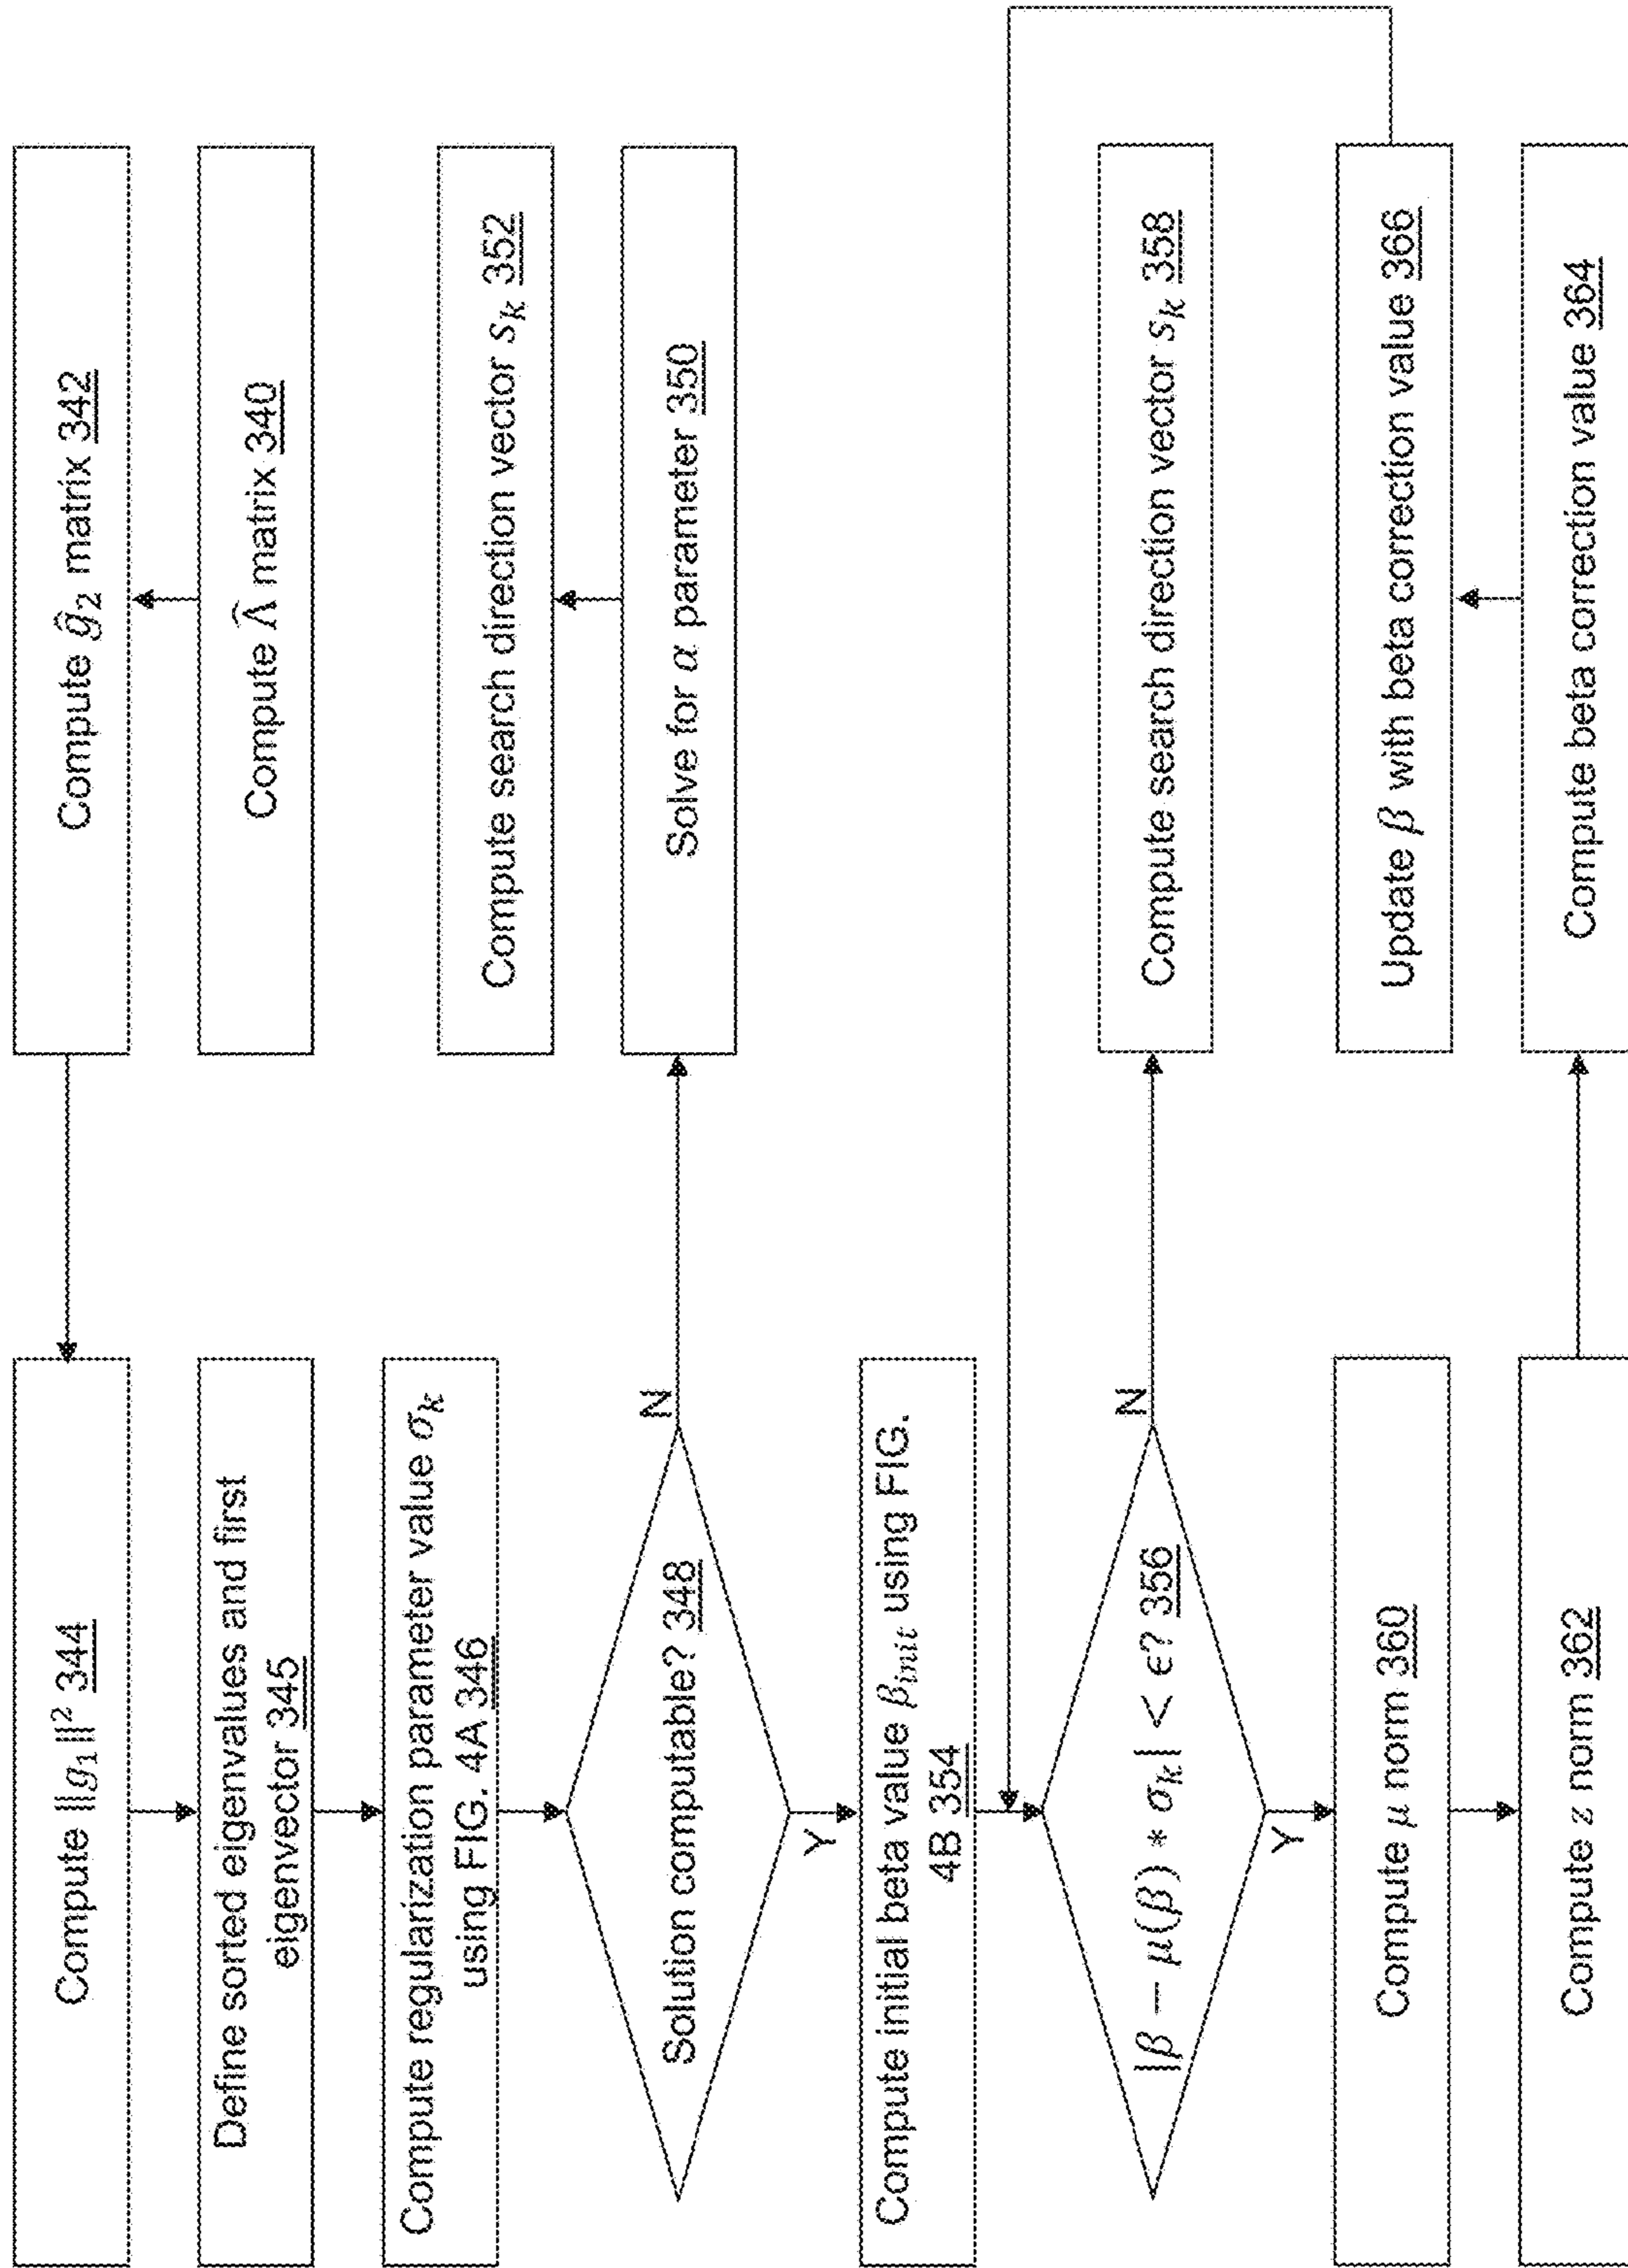 Compute ĝ₂ matrix 342
Compute Λ̂ matrix 340
Compute ‖g₁‖² 344
Define sorted eigenvalues and first
eigenvector 345
Compute regularization parameter value σₖ
using FIG. 4A 346
Solution computable? 348
N
Y
Solve for α parameter 350
Compute search direction vector sₖ 352
Compute initial beta value βᵢₙᵢₜ using FIG.
4B 354
|β − μ(β) * σₖ| < ϵ? 356
N
Y
Compute search direction vector sₖ 358
Compute μ norm 360
Compute z norm 362
Compute beta correction value 364
Update β with beta correction value 366